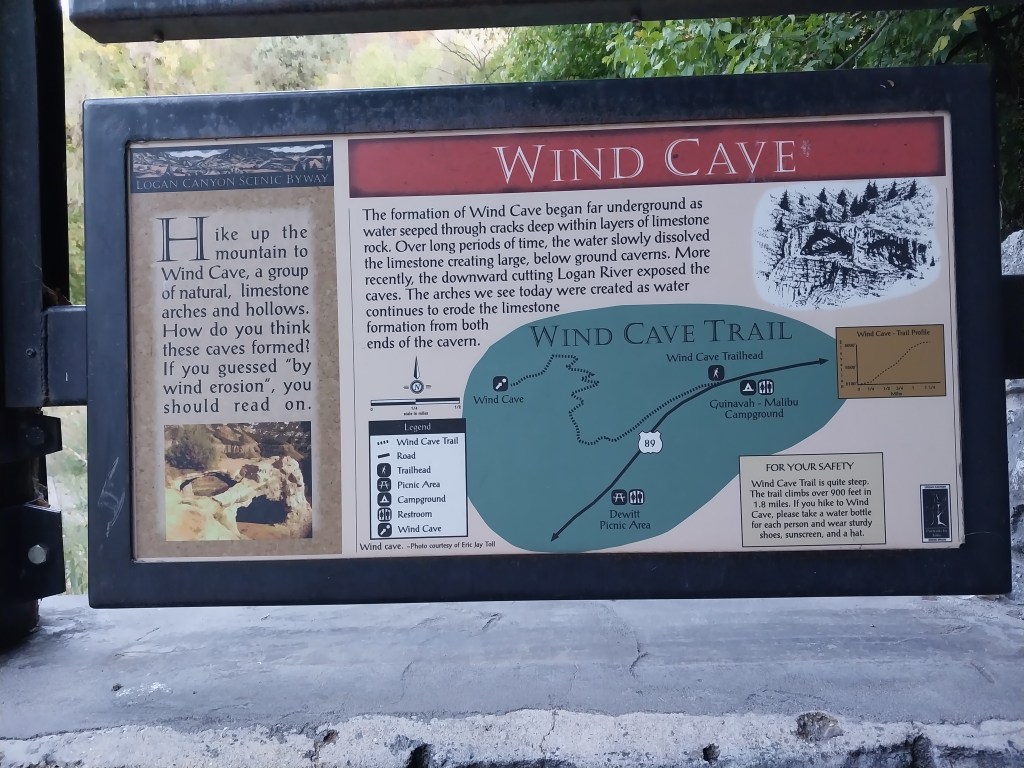 LOGAN CANYON SCENIC BYWAY
Hike up the
mountain to
Wind Cave, a group
of natural, limestone
arches and hollows.
How do you think
these caves formed?
If you guessed "by
wind erosion", you
should read on.
WIND CAVE
The formation of Wind Cave began far underground as
water seeped through cracks deep within layers of limestone
rock. Over long periods of time, the water slowly dissolved
the limestone creating large, below ground caverns. More
recently, the downward cutting Logan River exposed the
caves. The arches we see today were created as water
continues to erode the limestone
formation from both
ends of the cavern.
WIND CAVE TRAIL
Wind Cave Trailhead
Wind Cave
Guinavah - Malibu
Campground
89
Dewitt
Picnic Area
N
0 1/4 1/2
scale in miles
Legend
Wind Cave Trail
Road
Trailhead
Picnic Area
Campground
Restroom
Wind Cave
Wind cave. ~Photo courtesy of Eric Jay Toll
Wind Cave - Trail Profile
Miles
FOR YOUR SAFETY
Wind Cave Trail is quite steep.
The trail climbs over 900 feet in
1.8 miles. If you hike to Wind
Cave, please take a water bottle
for each person and wear sturdy
shoes, sunscreen, and a hat.